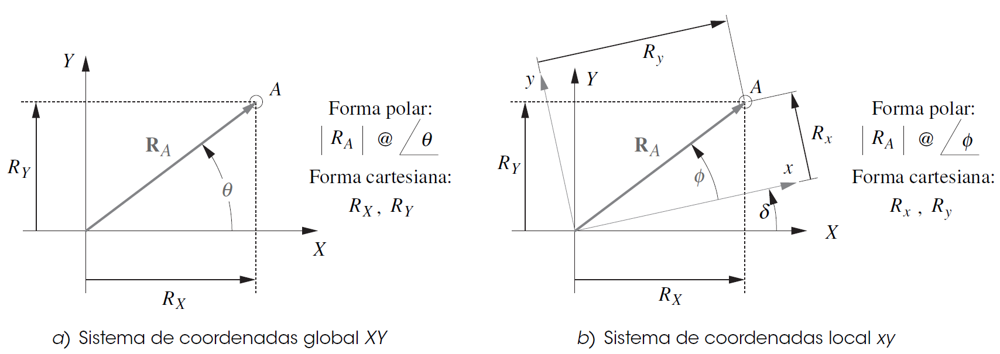 Y
A
R_A
θ
R_Y
X
R_X
Forma polar:
| R_A | @ ∠θ
Forma cartesiana:
R_X , R_Y
a) Sistema de coordenadas global XY
R_y
y
Y
A
R_A
R_x
x
ϕ
R_Y
δ
X
R_X
Forma polar:
| R_A | @ ∠ϕ
Forma cartesiana:
R_x , R_y
b) Sistema de coordenadas local xy